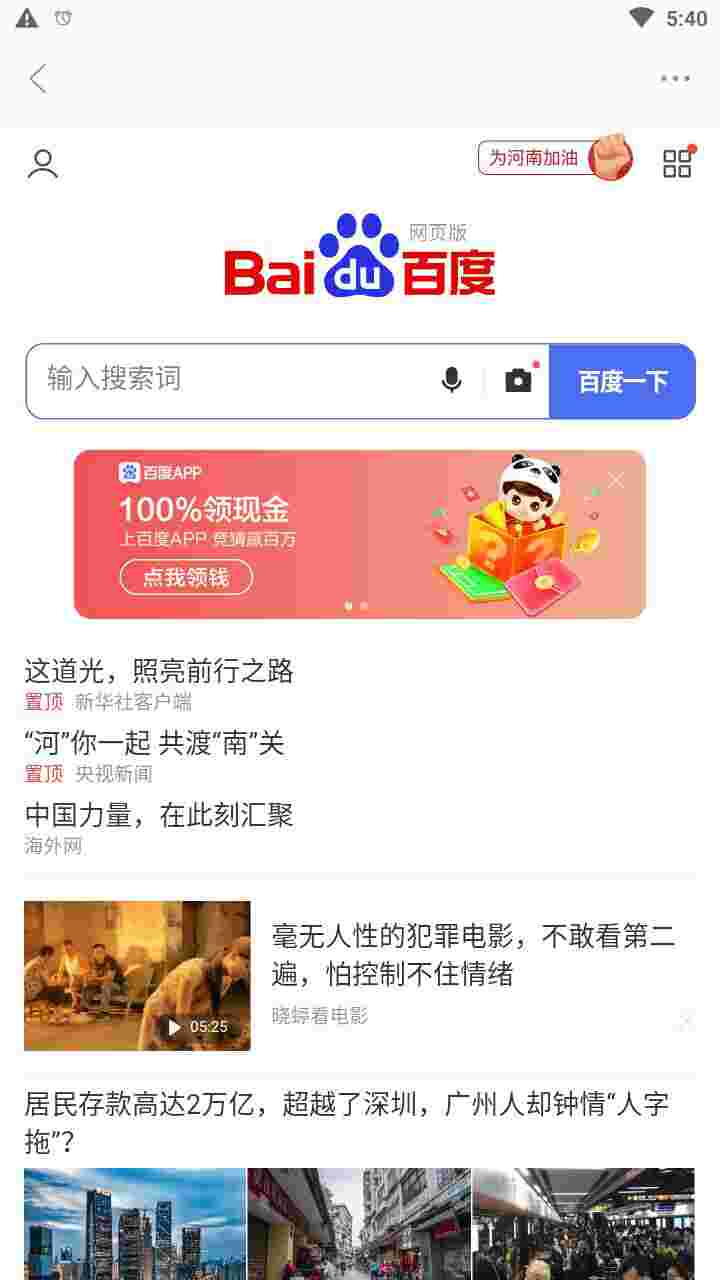 5:40
为河南加油
网页版
Bai du 百度
输入搜索词
百度一下
百度APP
100%领现金
上百度APP 竞猜赢百万
点我领钱
这道光，照亮前行之路
置顶 新华社客户端
“河”你一起 共渡“南”关
置顶 央视新闻
中国力量，在此刻汇聚
海外网
毫无人性的犯罪电影，不敢看第二
遍，怕控制不住情绪
05:25
晓蟒看电影
居民存款高达2万亿，超越了深圳，广州人却钟情“人字
拖”？